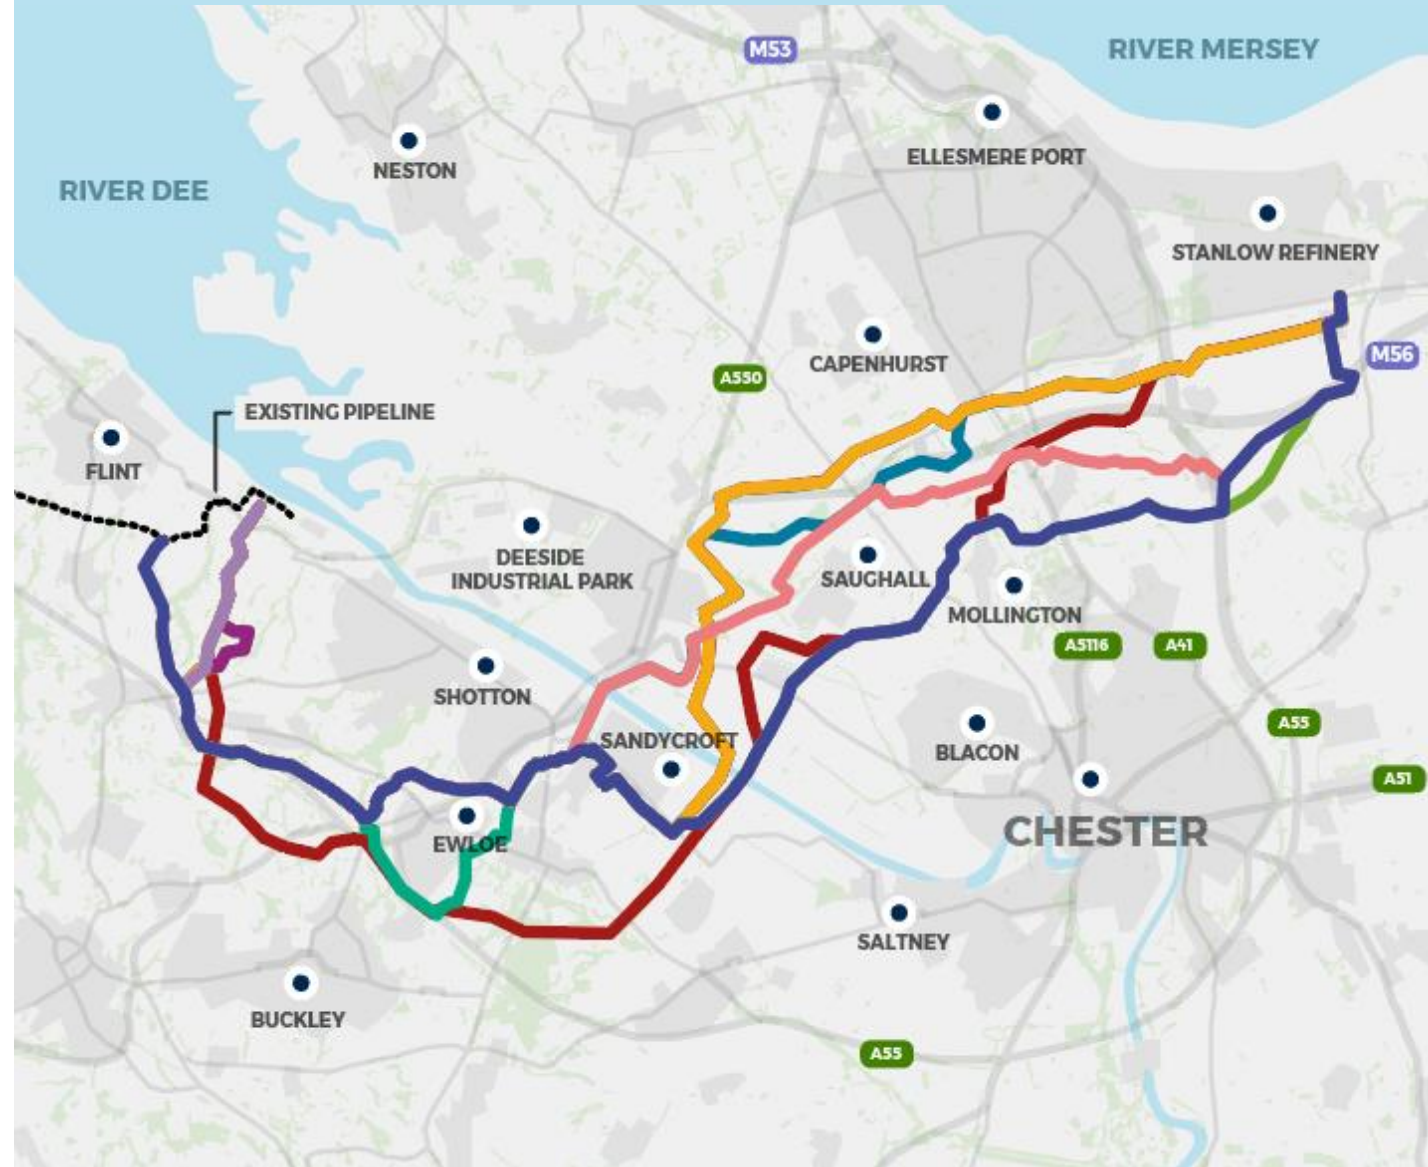 M53
RIVER MERSEY
ELLESMERE PORT
NESTON
RIVER DEE
STANLOW REFINERY
CAPENHURST
M56
A550
EXISTING PIPELINE
FLINT
DEESIDE
INDUSTRIAL PARK
SAUGHALL
MOLLINGTON
A5116
A41
SHOTTON
SANDYCROFT
BLACON
A55
A51
EWLOE
CHESTER
SALTNEY
BUCKLEY
A55